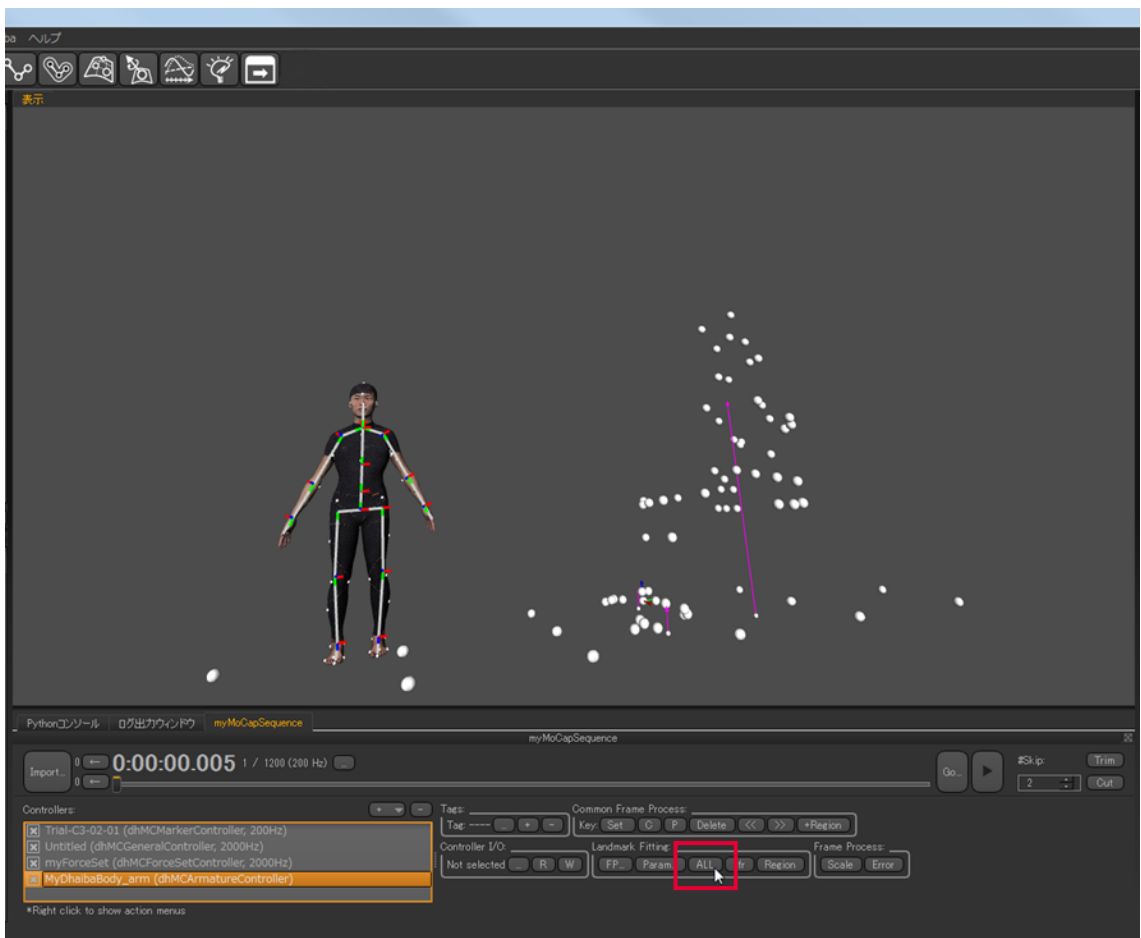 ba ヘルプ
表示
Pythonコンソール ログ出力ウィンドウ myMoCapSequence
myMoCapSequence
Import... 0 0:00:00.005 1 / 1200 (200 Hz) ... Go... #Skip: Trim
0 2 Cut
Controllers: + - Tags: Common Frame Process:
Trial-C3-02-01 (dhMCMarkerController, 200Hz) Tag: ---- ... + - Key: Set C P Delete << >> +Region
Untitled (dhMCGeneralController, 2000Hz) Controller I/O: Landmark Fitting: Frame Process:
myForceSet (dhMCForceSetController, 2000Hz) Not selected ... R W FP... Param. ALL fr Region Scale Error
MyDhaibaBody_arm (dhMCArmatureController)
*Right click to show action menus